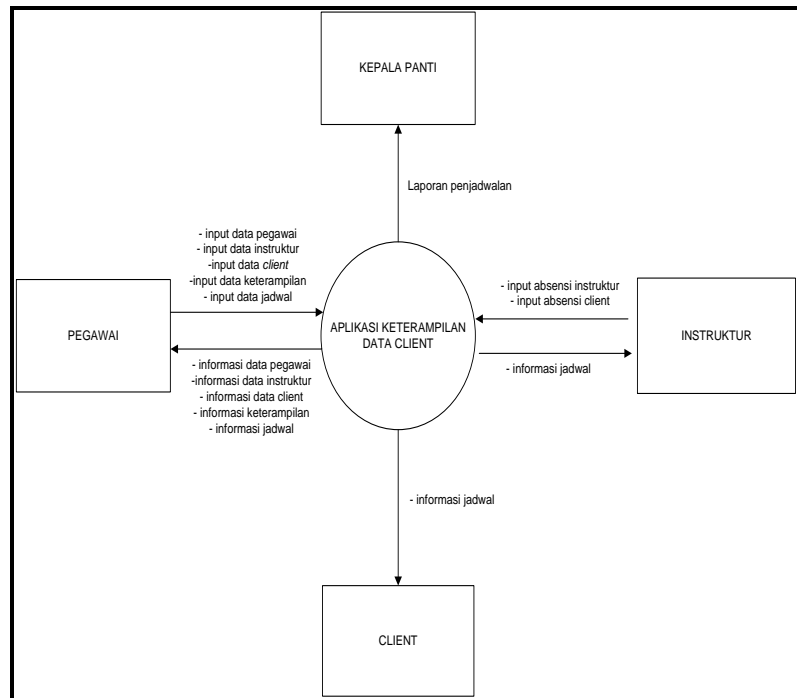 KEPALA PANTI
Laporan penjadwalan
- input data pegawai
- input data instruktur
-input data client
-input data keterampilan
- input data jadwal
- input absensi instruktur
- input absensi client
PEGAWAI
APLIKASI KETERAMPILAN
DATA CLIENT
INSTRUKTUR
- informasi data pegawai
-informasi data instruktur
- informasi data client
- informasi keterampilan
- informasi jadwal
- informasi jadwal
- informasi jadwal
CLIENT